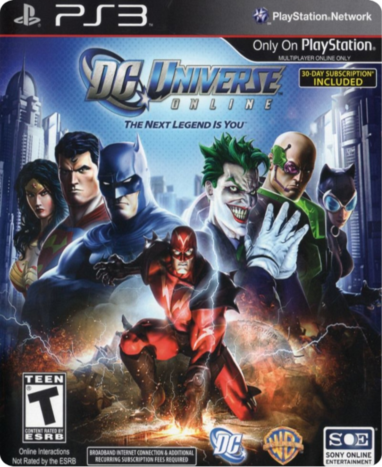 PS3
PlayStation®Network
Only On PlayStation®
MULTIPLAYER ONLINE ONLY
30-DAY SUBSCRIPTION*
INCLUDED
DC UNIVERSE
ONLINE
THE NEXT LEGEND IS YOU™
TEEN
T
CONTENT RATED BY
ESRB
Online Interactions
Not Rated by the ESRB
BROADBAND INTERNET CONNECTION & ADDITIONAL
RECURRING SUBSCRIPTION FEES REQUIRED
DC
WB
SOE
SONY ONLINE
ENTERTAINMENT